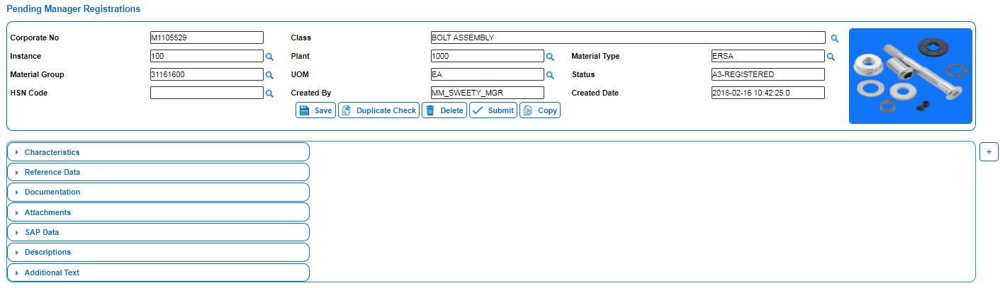 Pending Manager Registrations
Corporate No M1105529 Class BOLT ASSEMBLY
Instance 100 Plant 1000 Material Type ERSA
Material Group 31161600 UOM EA Status A3-REGISTERED
HSN Code Created By MM_SWEETY_MGR Created Date 2018-02-16 10:42:25.0
Save Duplicate Check Delete Submit Copy
Characteristics +
Reference Data
Documentation
Attachments
SAP Data
Descriptions
Additional Text